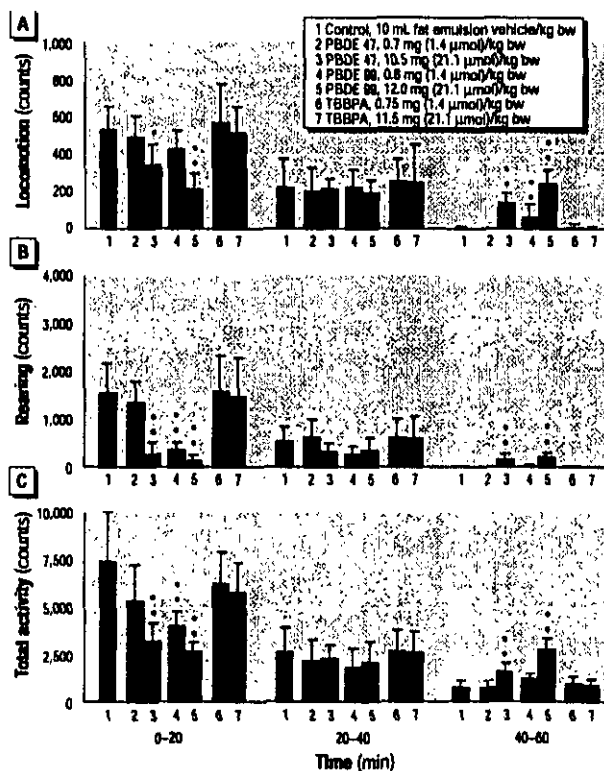 A
1 Control, 10 mL fat emulsion vehicle/kg bw
2 PBDE 47, 0.7 mg (1.4 µmol)/kg bw
3 PBDE 47, 10.5 mg (21.1 µmol)/kg bw
4 PBDE 99, 0.8 mg (1.4 µmol)/kg bw
5 PBDE 99, 12.0 mg (21.1 µmol)/kg bw
6 TBBPA, 0.75 mg (1.4 µmol)/kg bw
7 TBBPA, 11.5 mg (21.1 µmol)/kg bw
Locomotion (counts)
1,000
800
600
400
200
0
1 2 3 4 5 6 7 1 2 3 4 5 6 7 1 2 3 4 5 6 7
B
Rearing (counts)
4,000
3,000
2,000
1,000
0
1 2 3 4 5 6 7 1 2 3 4 5 6 7 1 2 3 4 5 6 7
C
Total activity (counts)
10,000
7,500
5,000
2,500
0
1 2 3 4 5 6 7 1 2 3 4 5 6 7 1 2 3 4 5 6 7
0–20 20–40 40–60
Time (min)